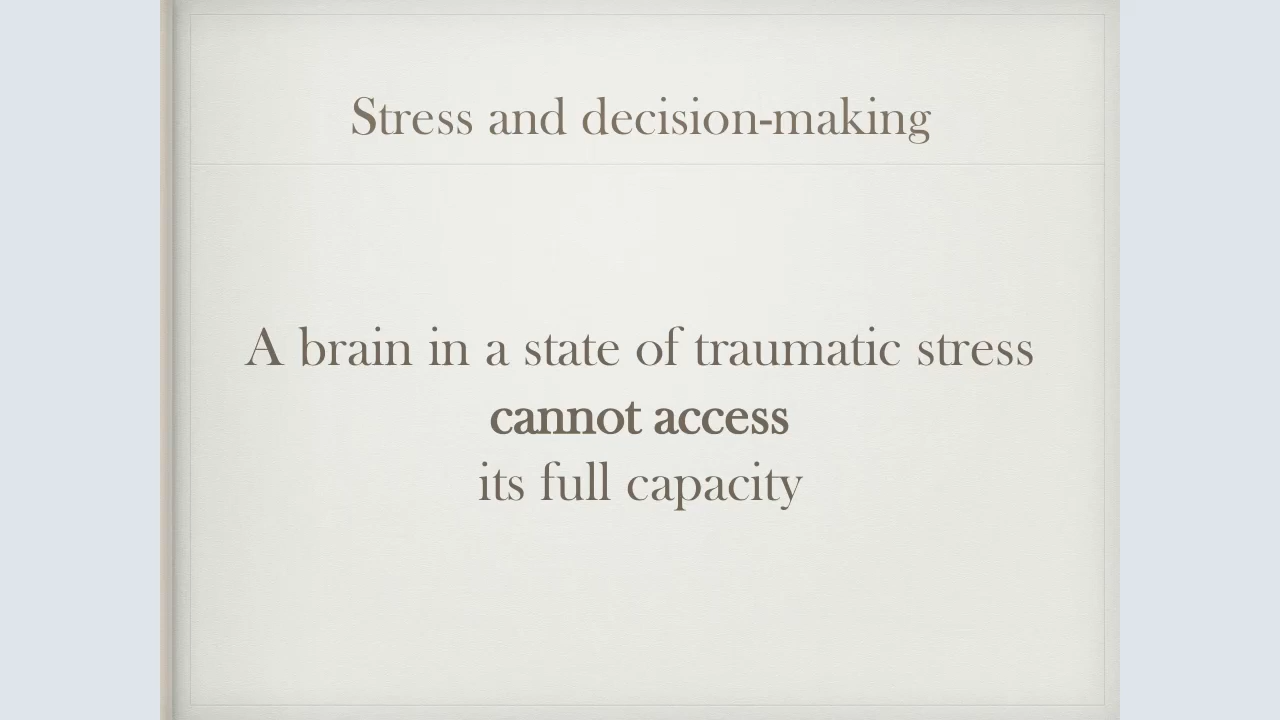 Stress and decision-making
A brain in a state of traumatic stress
cannot access
its full capacity